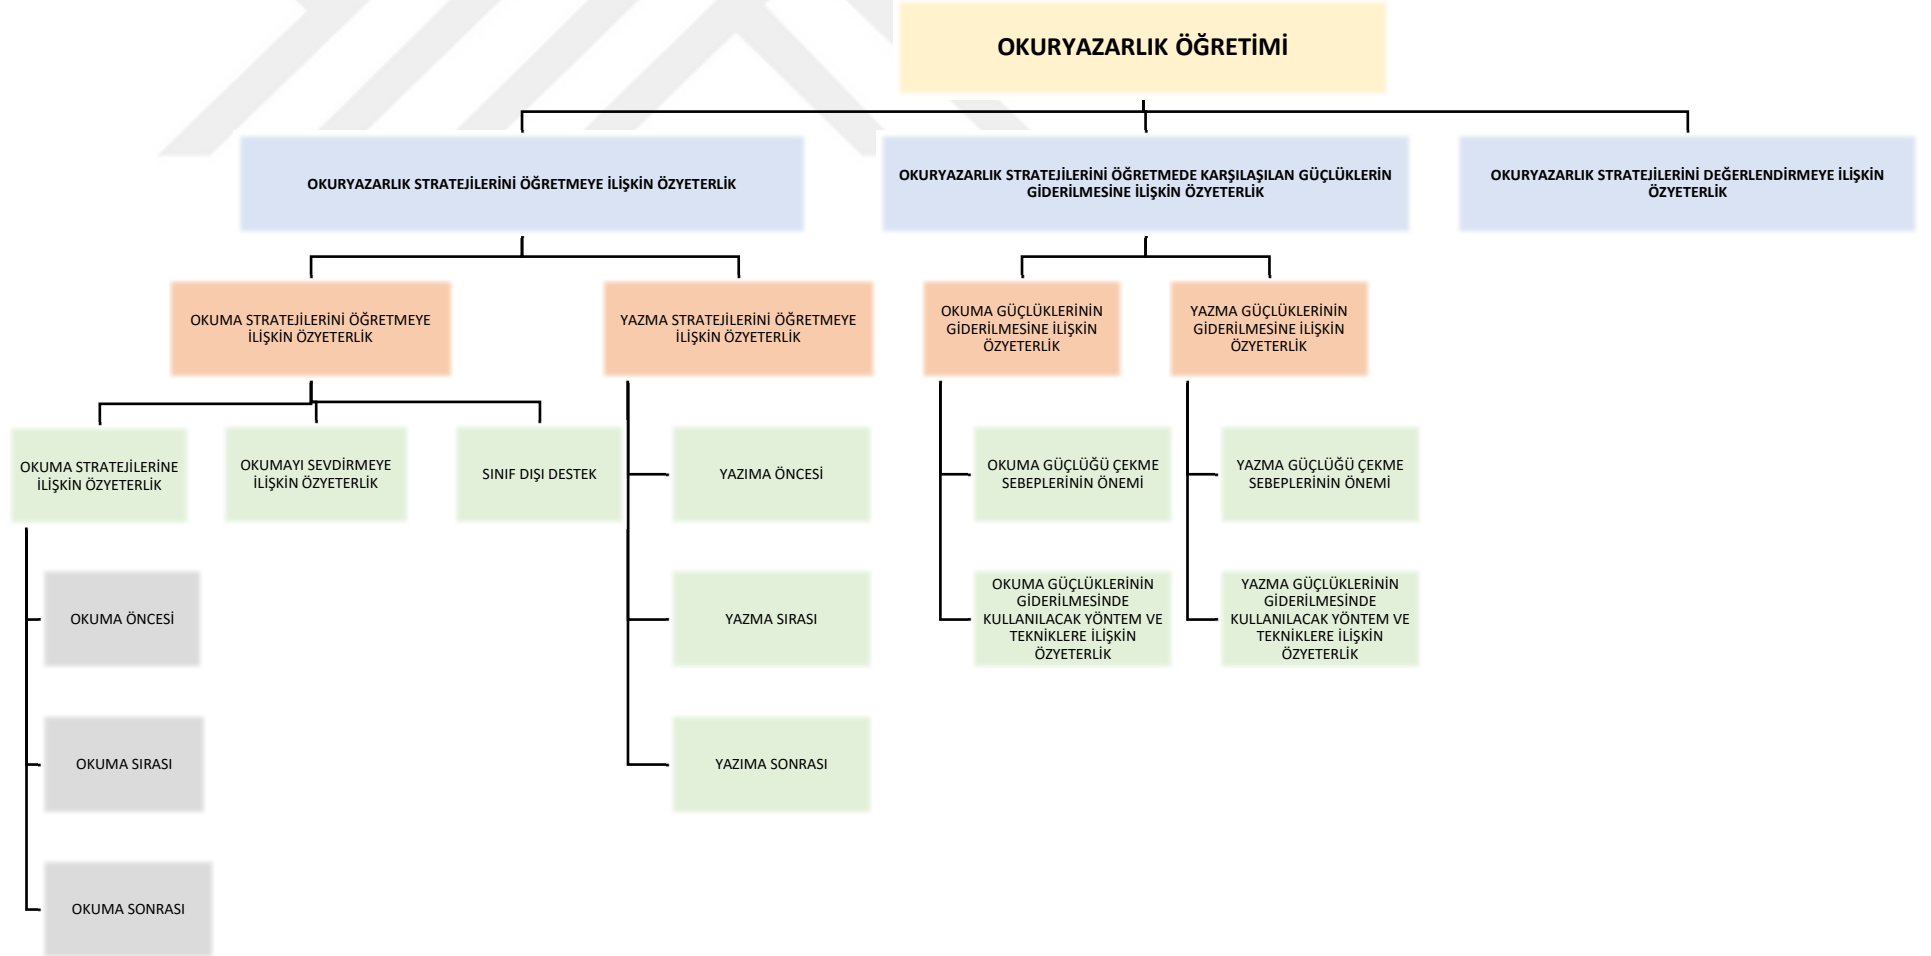 OKURYAZARLIK ÖĞRETİMİ
OKURYAZARLIK STRATEJİLERİNİ ÖĞRETMEYE İLİŞKİN ÖZYETERLİK
OKURYAZARLIK STRATEJİLERİNİ ÖĞRETMEDE KARŞILAŞILAN GÜÇLÜKLERİN
GİDERİLMESİNE İLİŞKİN ÖZYETERLİK
OKURYAZARLIK STRATEJİLERİNİ DEĞERLENDİRMEYE İLİŞKİN
ÖZYETERLİK
OKUMA STRATEJİLERİNİ ÖĞRETMEYE
İLİŞKİN ÖZYETERLİK
YAZMA STRATEJİLERİNİ ÖĞRETMEYE
İLİŞKİN ÖZYETERLİK
OKUMA GÜÇLÜKLERİNİN
GİDERİLMESİNE İLİŞKİN
ÖZYETERLİK
YAZMA GÜÇLÜKLERİNİN
GİDERİLMESİNE İLİŞKİN
ÖZYETERLİK
OKUMA STRATEJİLERİNE
İLİŞKİN ÖZYETERLİK
OKUMAYI SEVDİRMEYE
İLİŞKİN ÖZYETERLİK
SINIF DIŞI DESTEK
YAZIMA ÖNCESİ
OKUMA GÜÇLÜĞÜ ÇEKME
SEBEPLERİNİN ÖNEMİ
YAZMA GÜÇLÜĞÜ ÇEKME
SEBEPLERİNİN ÖNEMİ
OKUMA ÖNCESİ
YAZMA SIRASI
OKUMA GÜÇLÜKLERİNİN
GİDERİLMESİNDE
KULLANILACAK YÖNTEM VE
TEKNİKLERE İLİŞKİN
ÖZYETERLİK
YAZMA GÜÇLÜKLERİNİN
GİDERİLMESİNDE
KULLANILACAK YÖNTEM VE
TEKNİKLERE İLİŞKİN
ÖZYETERLİK
OKUMA SIRASI
YAZIMA SONRASI
OKUMA SONRASI